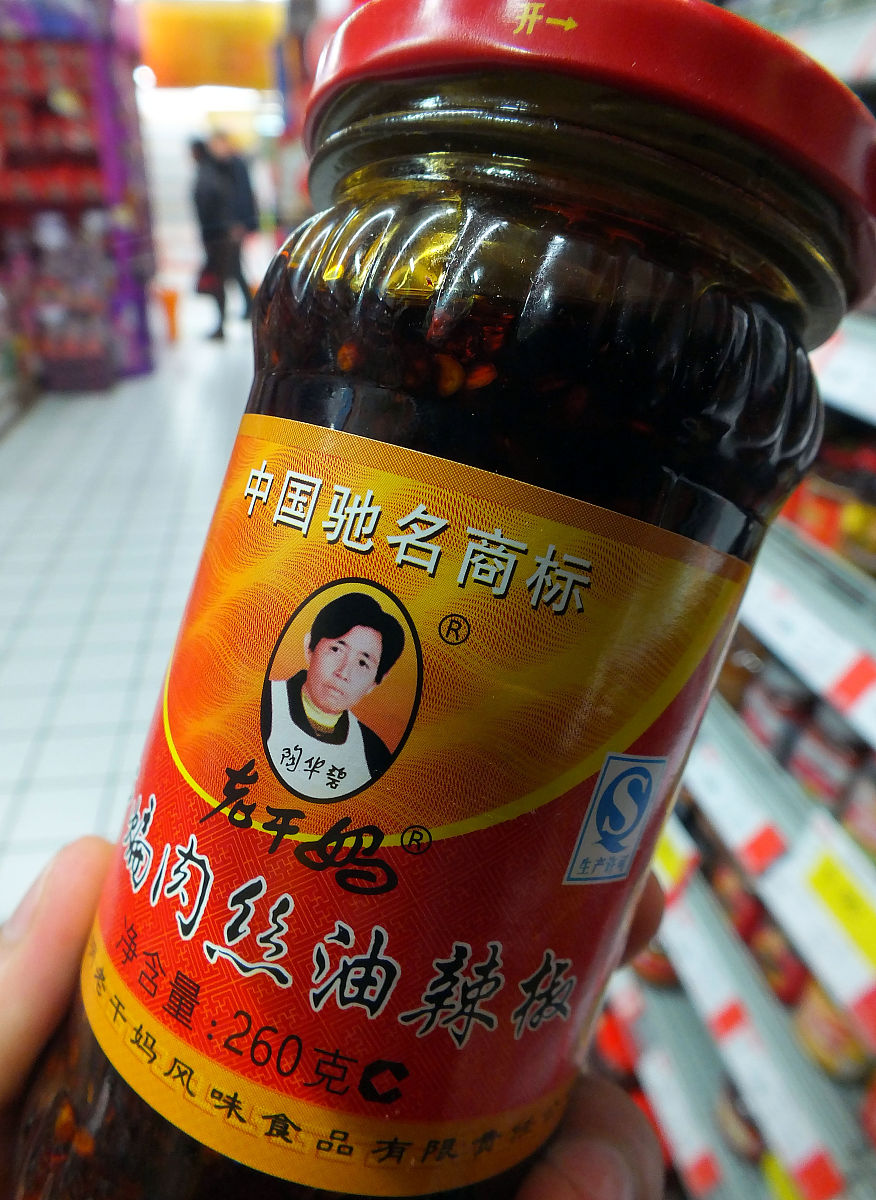 开→
中国驰名商标
®
陶华碧
老干妈®
生产许可
肉丝油辣椒
净含量:260克C
老干妈风味食品有限责任